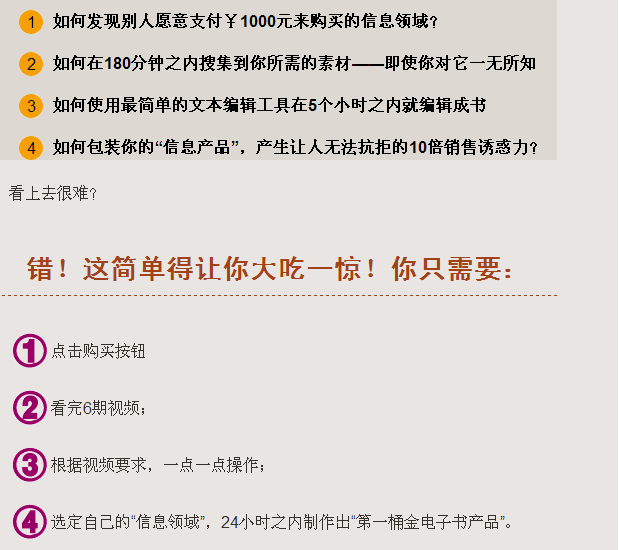 1 如何发现别人愿意支付￥1000元来购买的信息领域？
2 如何在180分钟之内搜集到你所需的素材——即使你对它一无所知
3 如何使用最简单的文本编辑工具在5个小时之内就编辑成书
4 如何包装你的“信息产品”，产生让人无法抗拒的10倍销售诱惑力？
看上去很难？
错！这简单得让你大吃一惊！你只需要：
1 点击购买按钮
2 看完6期视频；
3 根据视频要求，一点一点操作；
4 选定自己的“信息领域”，24小时之内制作出“第一桶金电子书产品”。